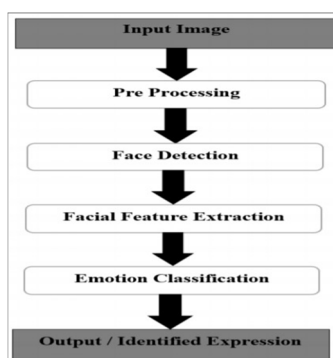 Input Image
Pre Processing
Face Detection
Facial Feature Extraction
Emotion Classification
Output / Identified Expression